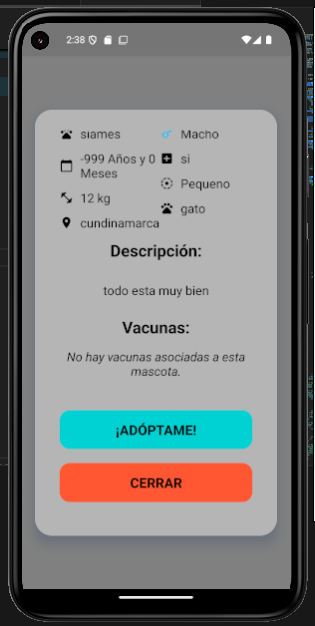 2:38
siames
Macho
-999 Años y 0
Meses
si
Pequeno
12 kg
gato
cundinamarca
Descripción:
todo esta muy bien
Vacunas:
No hay vacunas asociadas a esta
mascota.
¡ADÓPTAME!
CERRAR